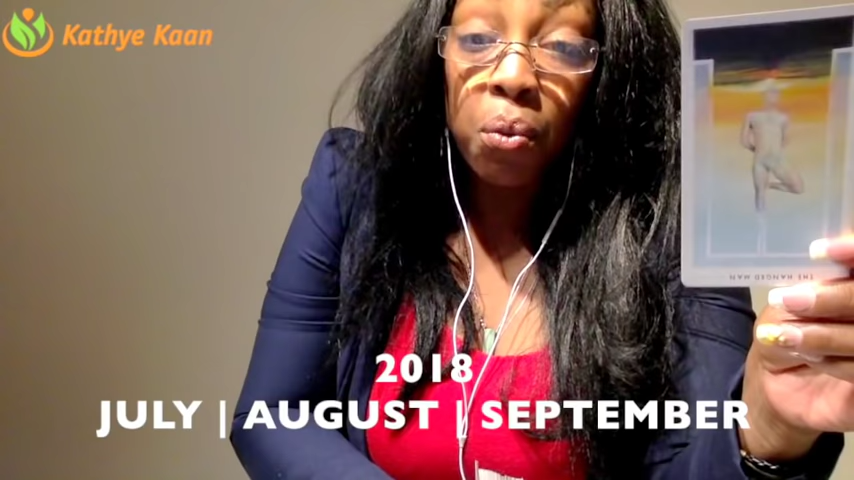 Kathye Kaan
THE HANGED MAN
2018
JULY | AUGUST | SEPTEMBER